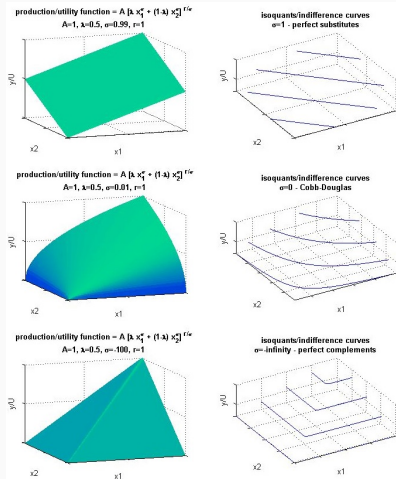 production/utility function = A [λ x₁^σ + (1-λ) x₂^σ]^r/σ
A=1, λ=0.5, σ=0.99, r=1
y/U
x2
x1
isoquants/indifference curves
σ=1 - perfect substitutes
y/U
x2
x1
production/utility function = A [λ x₁^σ + (1-λ) x₂^σ]^r/σ
A=1, λ=0.5, σ=0.01, r=1
y/U
x2
x1
isoquants/indifference curves
σ=0 - Cobb-Douglas
y/U
x2
x1
production/utility function = A [λ x₁^σ + (1-λ) x₂^σ]^r/σ
A=1, λ=0.5, σ=-100, r=1
y/U
x2
x1
isoquants/indifference curves
σ=-infinity - perfect complements
y/U
x2
x1